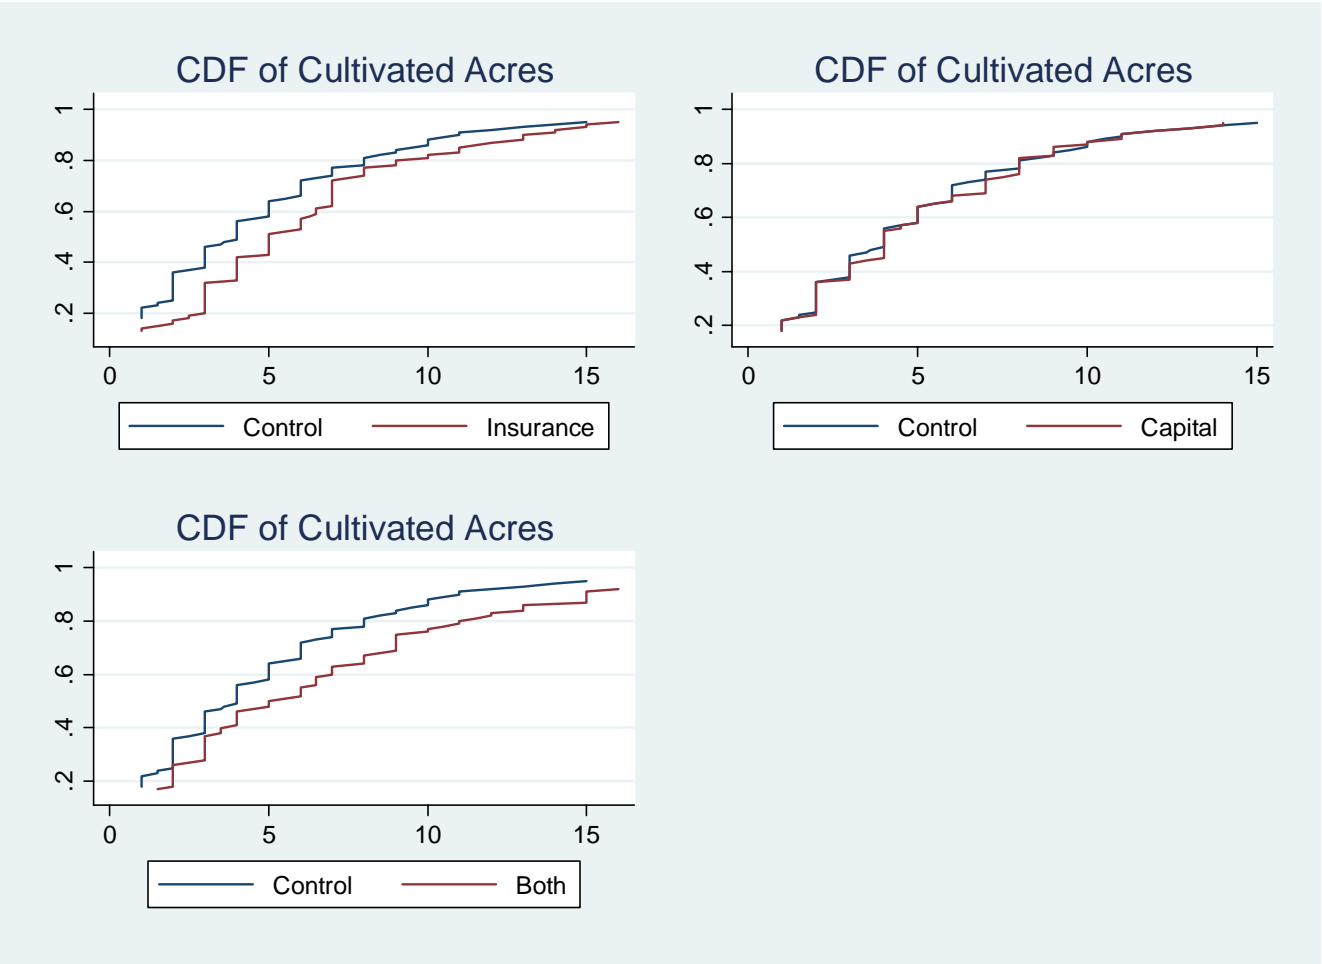 CDF of Cultivated Acres
1
.8
.6
.4
.2
0 5 10 15
Control Insurance
CDF of Cultivated Acres
1
.8
.6
.4
.2
0 5 10 15
Control Capital
CDF of Cultivated Acres
1
.8
.6
.4
.2
0 5 10 15
Control Both